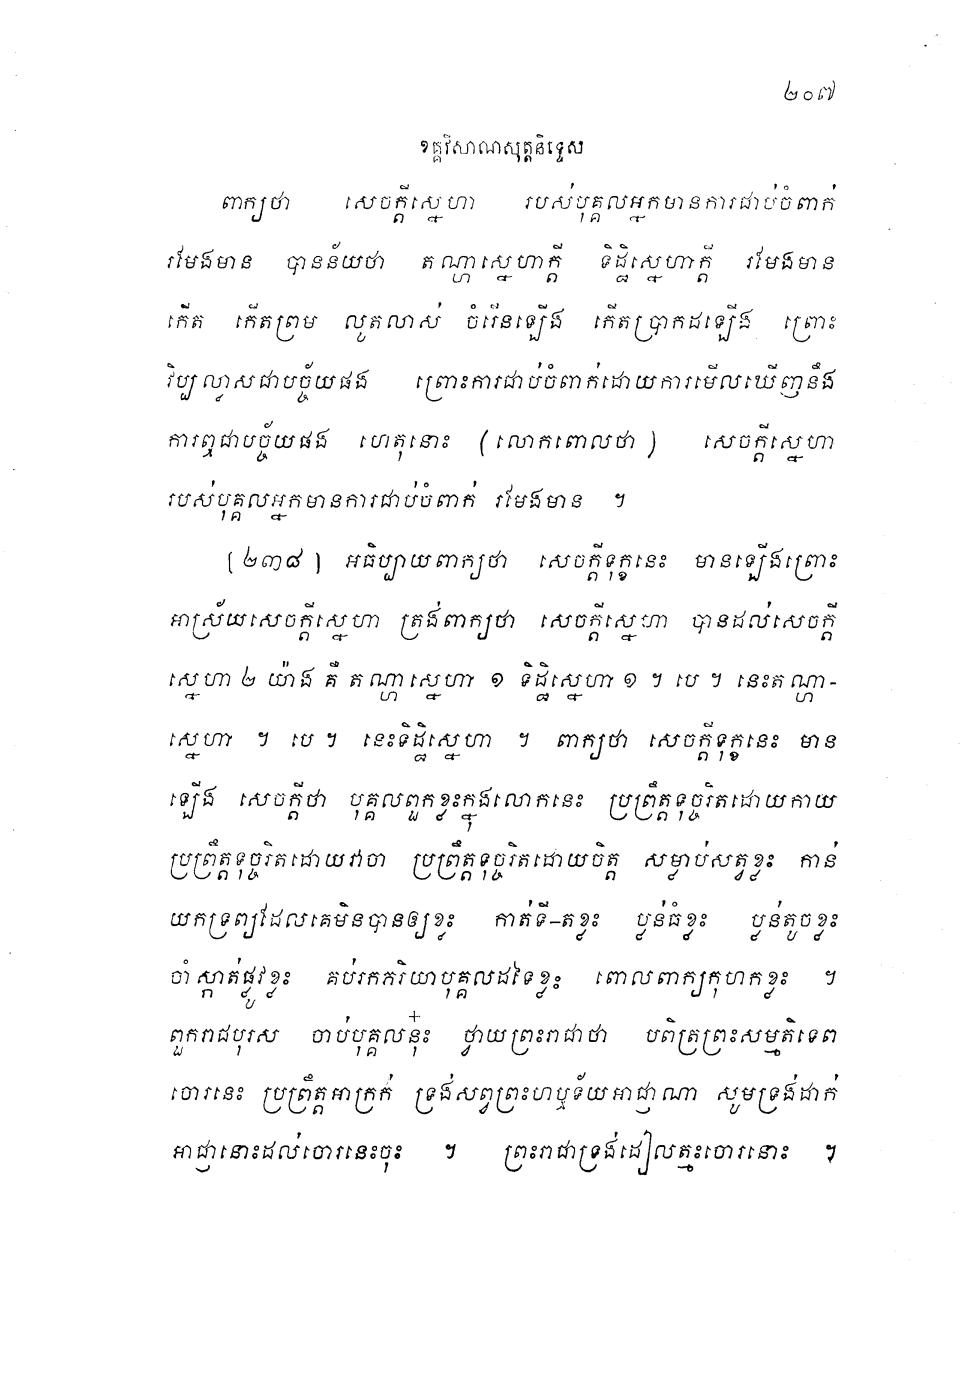 ២០៧
ខគ្គវិសាណសុត្តនិទ្ទេស
ពាក្យថា សេចក្តីស្នេហា របស់បុគ្គលអ្នកមានការជាប់ចំពាក់
រមែងមាន បានន័យថា តណ្ហាស្នេហាក្តី ទិដ្ឋិស្នេហាក្តី រមែងមាន
កើត កើតព្រម លូតលាស់ ចំរើនឡើង កើតប្រាកដឡើង ព្រោះ
វិប្បល្លាសជាបច្ច័យផង ព្រោះការជាប់ចំពាក់ដោយការមើលឃើញនឹង
ការឮជាបច្ច័យផង ហេតុនោះ (លោកពោលថា) សេចក្តីស្នេហា
របស់បុគ្គលអ្នកមានការជាប់ចំពាក់ រមែងមាន ។
[២៣៨] អធិប្បាយពាក្យថា សេចក្តីទុក្ខនេះ មានឡើងព្រោះ
អាស្រ័យសេចក្តីស្នេហា ត្រង់ពាក្យថា សេចក្តីស្នេហា បានដល់សេចក្តី
ស្នេហា ២ យ៉ាង គឺ តណ្ហាស្នេហា ១ ទិដ្ឋិស្នេហា ១ ។ បេ ។ នេះតណ្ហា-
ស្នេហា ។ បេ ។ នេះទិដ្ឋិស្នេហា ។ ពាក្យថា សេចក្តីទុក្ខនេះ មាន
ឡើង សេចក្តីថា បុគ្គលពួកខ្លះក្នុងលោកនេះ ប្រព្រឹត្តទុច្ចរិតដោយកាយ
ប្រព្រឹត្តទុច្ចរិតដោយវាចា ប្រព្រឹត្តទុច្ចរិតដោយចិត្ត សម្លាប់សត្វខ្លះ កាន់
យកទ្រព្យដែលគេមិនបានឲ្យខ្លះ កាត់ទី-តខ្លះ ប្លន់ធំខ្លះ ប្លន់តូចខ្លះ
ចាំស្កាត់ផ្លូវខ្លះ គប់រកភរិយាបុគ្គលដទៃខ្លះ ពោលពាក្យកុហកខ្លះ ។
ពួករាជបុរស ចាប់បុគ្គលនុ៎ះ ថ្វាយព្រះរាជាថា បពិត្រព្រះសម្មតិទេព
ចោរនេះ ប្រព្រឹត្តអាក្រក់ ទ្រង់សព្វព្រះហឫទ័យអាជ្ញាណា សូមទ្រង់ដាក់
អាជ្ញានោះដល់ចោរនេះចុះ ។ ព្រះរាជាទ្រង់ដៀលត្មះចោរនោះ ។